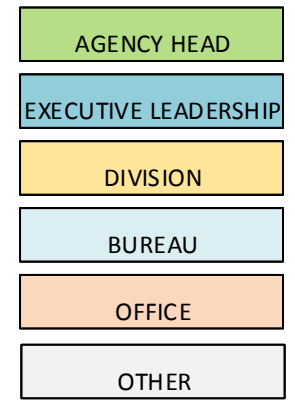 AGENCY HEAD
EXECUTIVE LEADERSHIP
DIVISION
BUREAU
OFFICE
OTHER